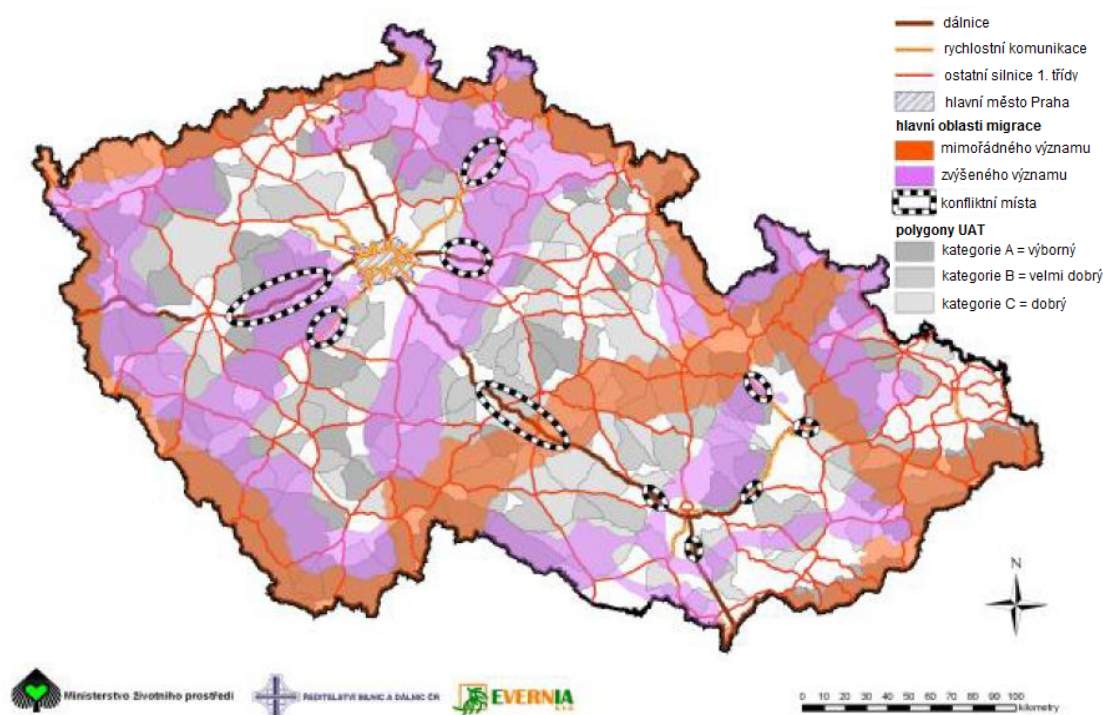 dálnice
rychlostní komunikace
ostatní silnice 1. třídy
hlavní město Praha
hlavní oblasti migrace
mimořádného významu
zvýšeného významu
konfliktní místa
polygony UAT
kategorie A = výborný
kategorie B = velmi dobrý
kategorie C = dobrý
N
Ministerstvo životního prostředí
ŘEDITELSTVÍ SILNIC A DÁLNIC ČR
EVERNIA
s.r.o.
0 10 20 30 40 50 60 70 80 90 100
kilometry